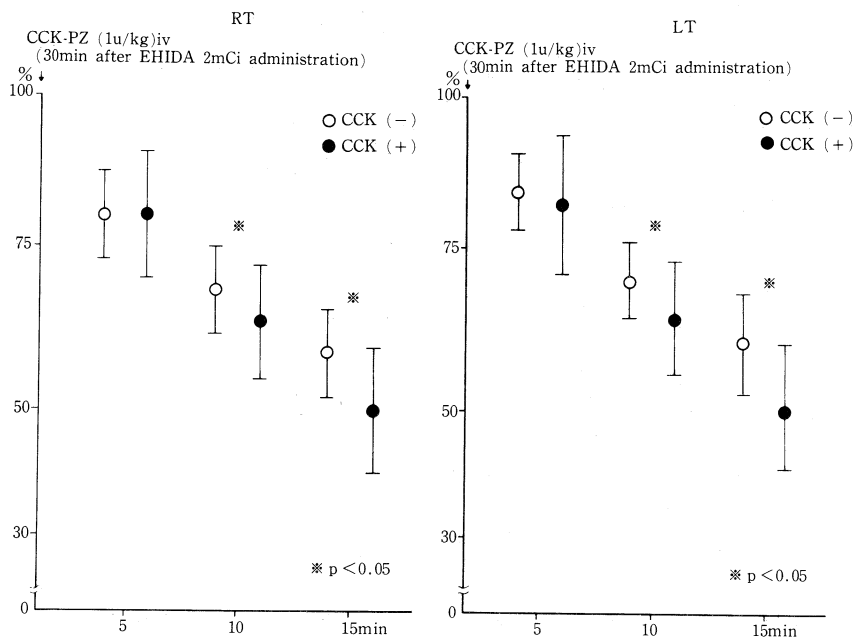 RT
CCK-PZ (1u/kg)iv
(30min after EHIDA 2mCi administration)
%
100
75
50
30
0
○ CCK (−)
● CCK (+)
※
※
※ p <0.05
5
10
15min
LT
CCK-PZ (1u/kg)iv
(30min after EHIDA 2mCi administration)
%
100
75
50
30
0
○ CCK (−)
● CCK (+)
※
※
※ p <0.05
5
10
15min